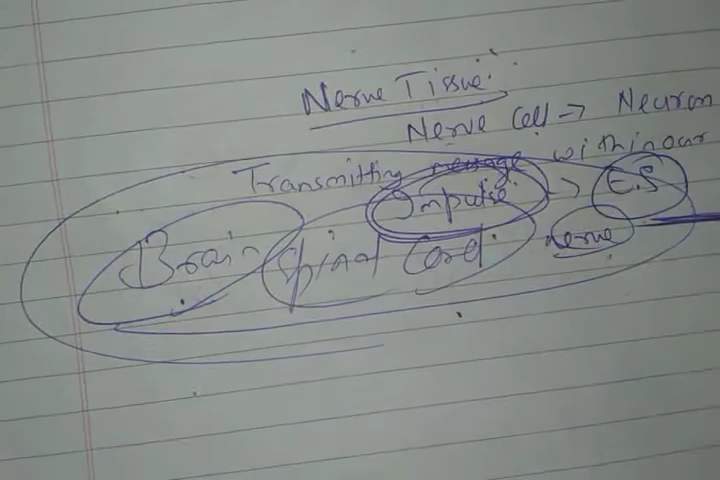 Nerve Tissue:
Nerve Cell → Neuron
Transmitting message within our
Impulse → E.S
Brain Spinal Cord. nerve